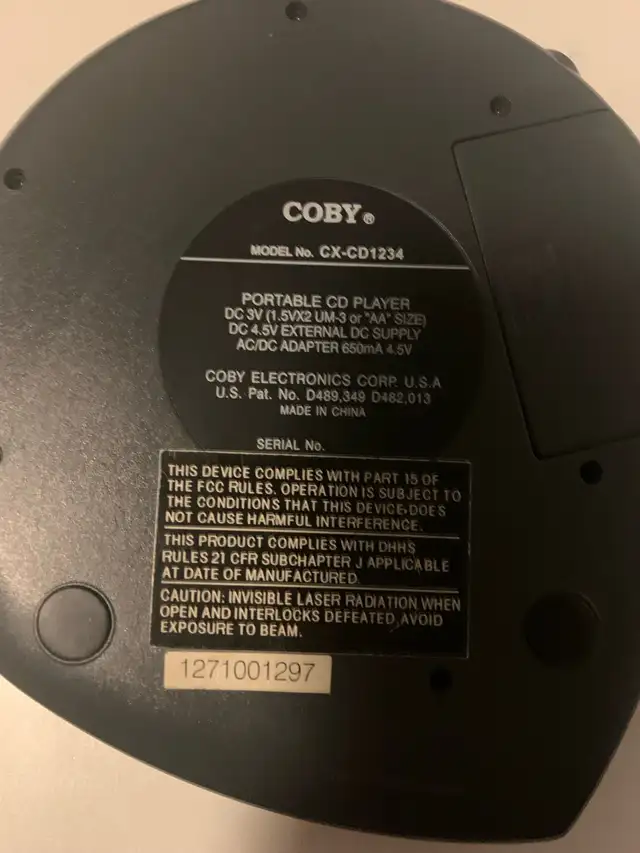 COBY®
MODEL No. CX-CD1234
PORTABLE CD PLAYER
DC 3V (1.5VX2 UM-3 or "AA" SIZE)
DC 4.5V EXTERNAL DC SUPPLY
AC/DC ADAPTER 650mA 4.5V
COBY ELECTRONICS CORP. U.S.A
U.S. Pat. No. D489,349 D482,013
MADE IN CHINA
SERIAL No.
THIS DEVICE COMPLIES WITH PART 15 OF
THE FCC RULES. OPERATION IS SUBJECT TO
THE CONDITIONS THAT THIS DEVICE DOES
NOT CAUSE HARMFUL INTERFERENCE.
THIS PRODUCT COMPLIES WITH DHHS
RULES 21 CFR SUBCHAPTER J APPLICABLE
AT DATE OF MANUFACTURED.
CAUTION: INVISIBLE LASER RADIATION WHEN
OPEN AND INTERLOCKS DEFEATED, AVOID
EXPOSURE TO BEAM.
1271001297